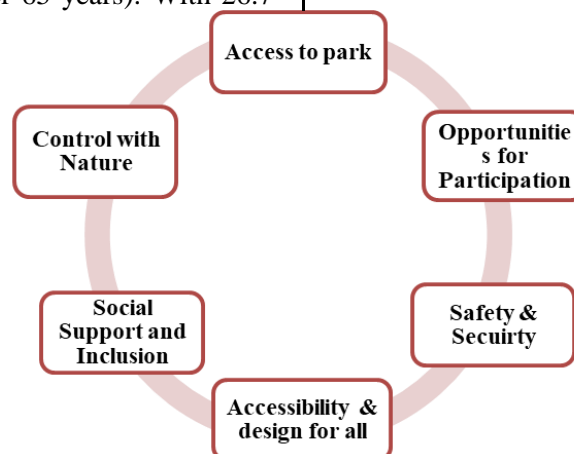 65 years). With 26.7
Access to park
Opportunitie
s for
Participation
Safety &
Secuirty
Accessibility &
design for all
Social
Support and
Inclusion
Control with
Nature